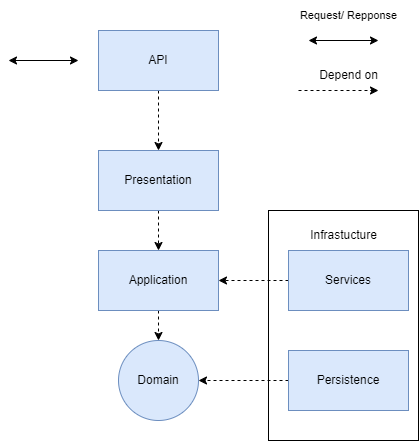 Request/ Repponse
API
Depend on
Presentation
Infrastucture
Application
Services
Domain
Persistence